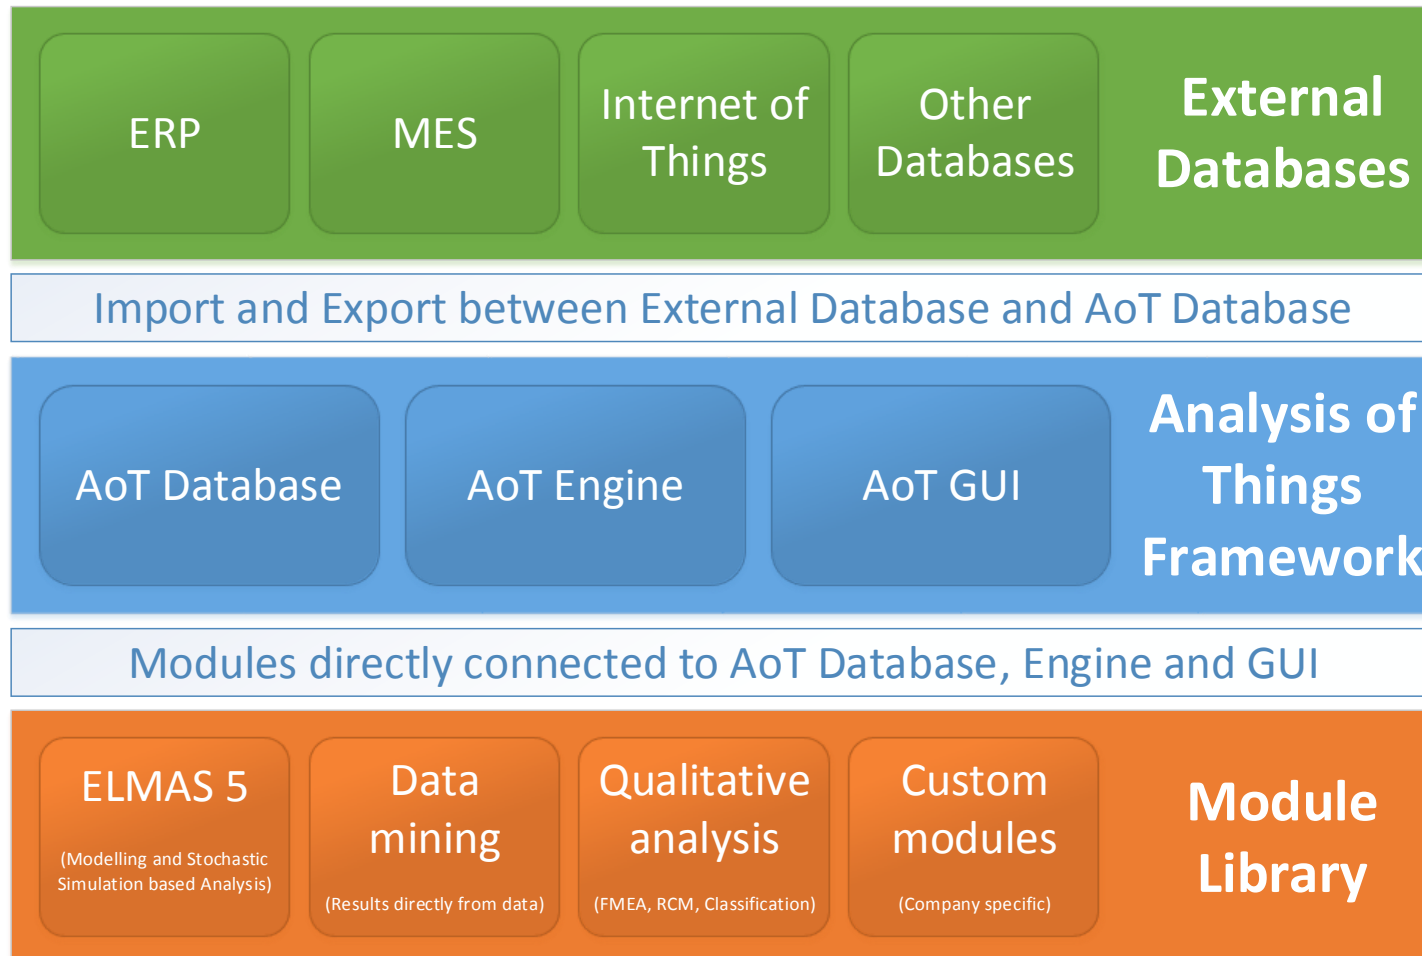 ERP
MES
Internet of
Things
Other
Databases
External
Databases
Import and Export between External Database and AoT Database
AoT Database
AoT Engine
AoT GUI
Analysis of
Things
Framework
Modules directly connected to AoT Database, Engine and GUI
ELMAS 5
(Modelling and Stochastic
Simulation based Analysis)
Data
mining
(Results directly from data)
Qualitative
analysis
(FMEA, RCM, Classification)
Custom
modules
(Company specific)
Module
Library